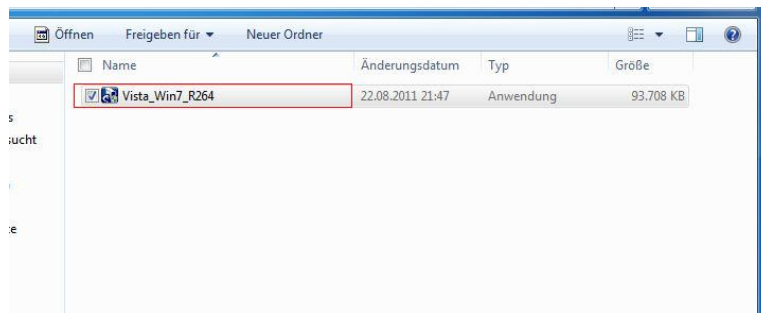 Öffnen Freigeben für Neuer Ordner
Name Änderungsdatum Typ Größe
Vista_Win7_R264 22.08.2011 21:47 Anwendung 93.708 KB
s
sucht
te